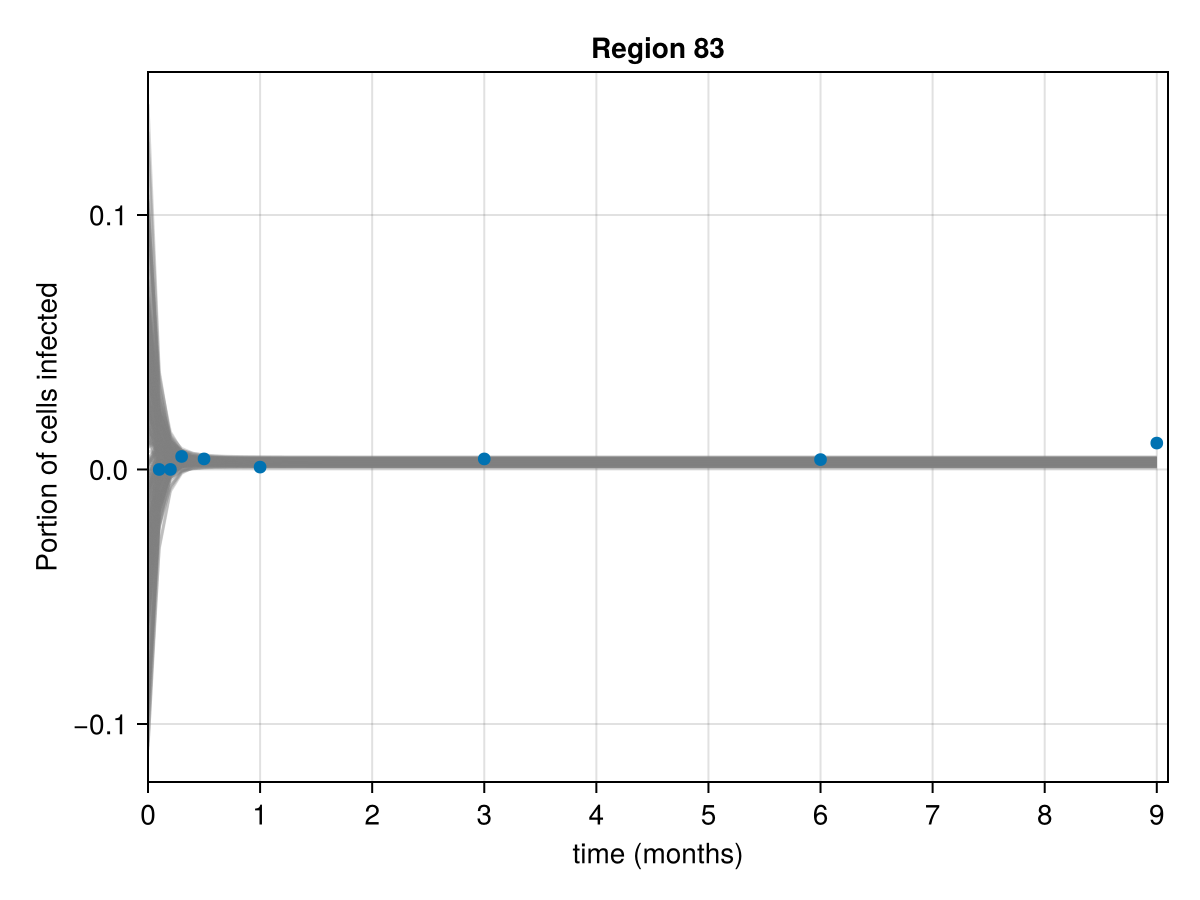 Region 83
Portion of cells infected
0.1
0.0
−0.1
0 1 2 3 4 5 6 7 8 9
time (months)